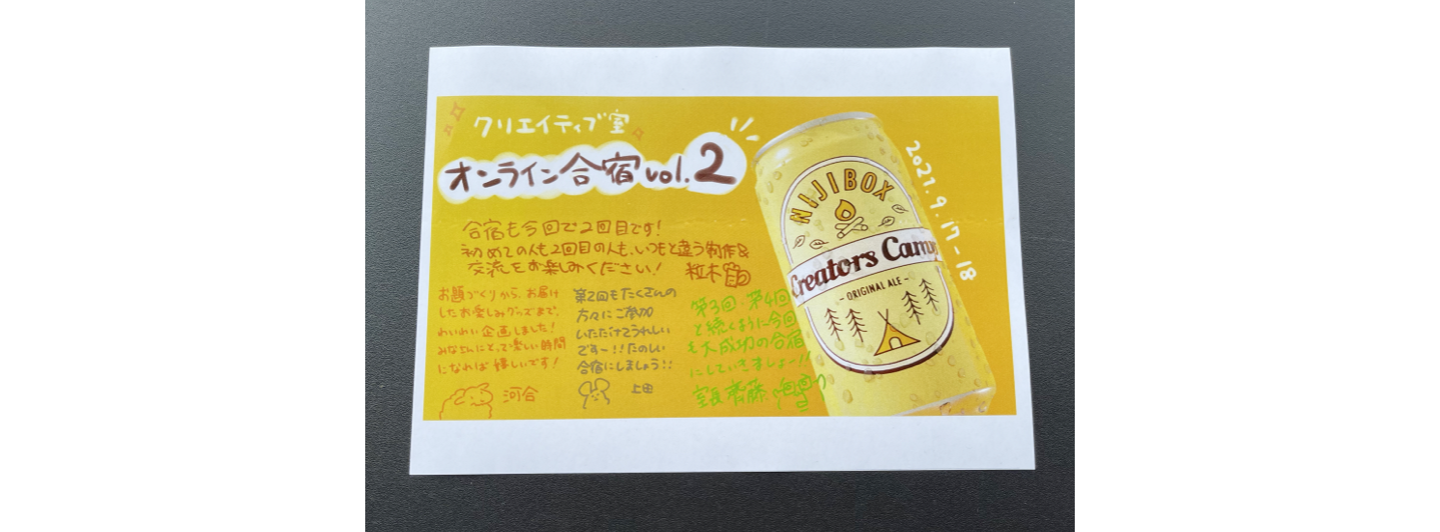 クリエイティブ室
オンライン合宿 vol.2
合宿も今回で2回目です!
初めての人も2回目の人も、いつもと違う制作&
交流をお楽しみください!
お題づくりから、お届け
したお楽しみグッズまで、
わいわい企画しました!
みなさんにとって楽しい時間
になれば嬉しいです!
河合
第2回もたくさんの
方々にご参加
いただけてうれしい
ですー!!たのしい
合宿にしましょう!!
上田
第3回、第4回
と続くように今回
も大成功の合宿
にしていきましょー!!
室長 齊藤
NIJIBOX
Creators Camp
- ORIGINAL ALE -
2021.9.17-18